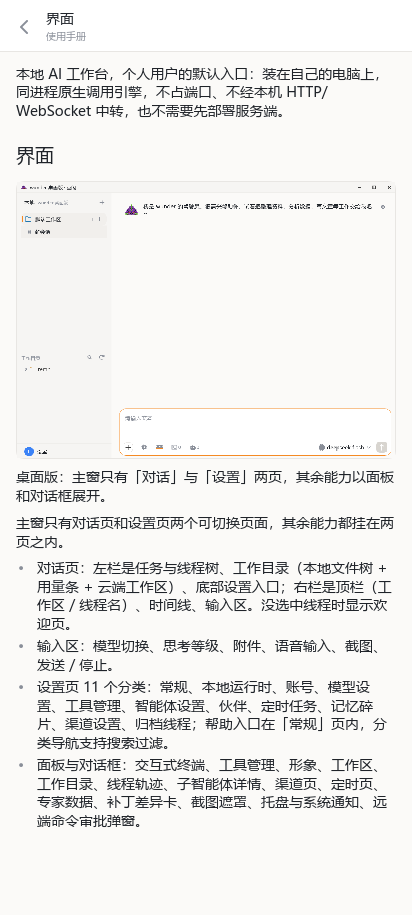 界面
使用手册
本地 AI 工作台，个人用户的默认入口：装在自己的电脑上，
同进程原生调用引擎，不占端口、不经本机 HTTP/
WebSocket 中转，也不需要先部署服务端。
界面
默认工作区
工作目录
temp
deepseek-flash
桌面版：主窗只有「对话」与「设置」两页，其余能力以面板
和对话框展开。
主窗只有对话页和设置页两个可切换页面，其余能力都挂在两
页之内。
• 对话页：左栏是任务与线程树、工作目录（本地文件树 +
用量条 + 云端工作区）、底部设置入口；右栏是顶栏（工
作区 / 线程名）、时间线、输入区。没选中线程时显示欢
迎页。
• 输入区：模型切换、思考等级、附件、语音输入、截图、
发送 / 停止。
• 设置页 11 个分类：常规、本地运行时、账号、模型设
置、工具管理、智能体设置、伙伴、定时任务、记忆碎
片、渠道设置、归档线程；帮助入口在「常规」页内，分
类导航支持搜索过滤。
• 面板与对话框：交互式终端、工具管理、形象、工作区、
工作目录、线程轨迹、子智能体详情、渠道页、定时页、
专家数据、补丁差异卡、截图遮罩、托盘与系统通知、远
端命令审批弹窗。